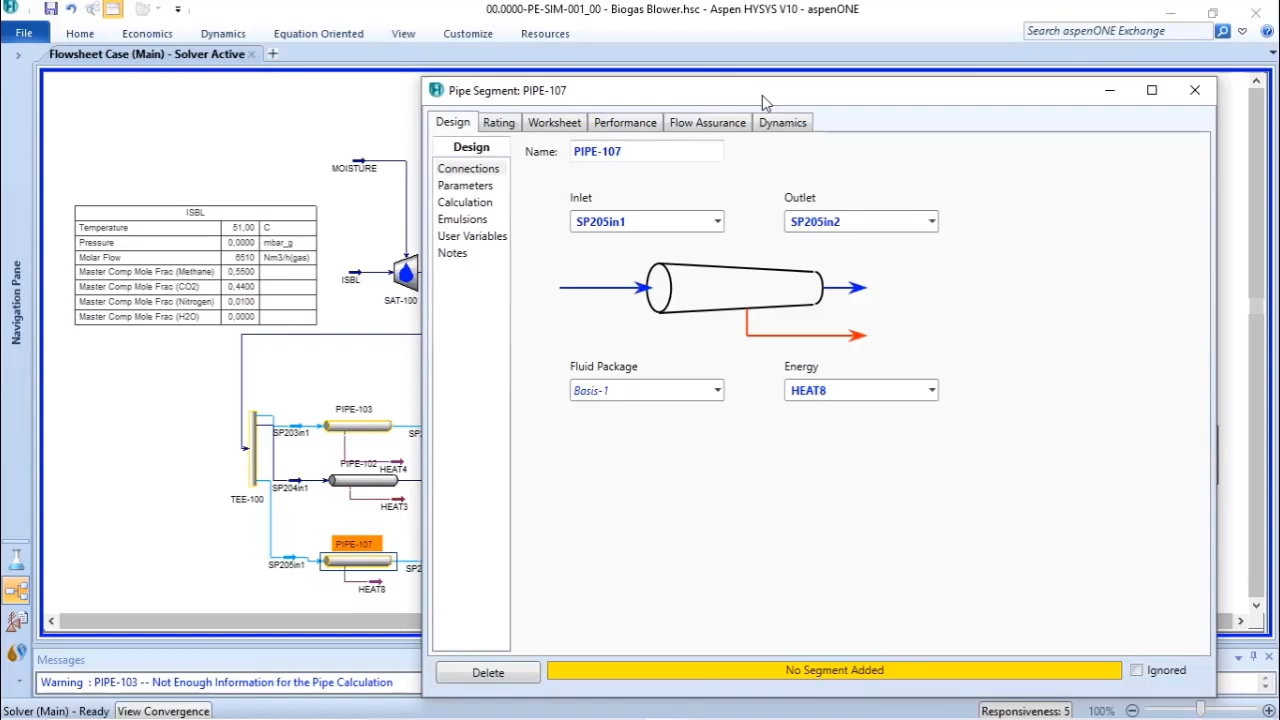 00.0000-PE-SIM-001_00 - Biogas Blower.hsc - Aspen HYSYS V10 - aspenONE
File Home Economics Dynamics Equation Oriented View Customize Resources Search aspenONE Exchange
Flowsheet Case (Main) - Solver Active
Navigation Pane
MOISTURE
ISBL
Temperature 51,00 C
Pressure 0,0000 mbar_g
Molar Flow 6510 Nm3/h(gas)
Master Comp Mole Frac (Methane) 0,5500
Master Comp Mole Frac (CO2) 0,4400
Master Comp Mole Frac (Nitrogen) 0,0100
Master Comp Mole Frac (H2O) 0,0000
ISBL
SAT-100
PIPE-103
SP203in1
SP2
PIPE-102
HEAT4
SP204in1
TEE-100
HEAT3
PIPE-107
SP205in1
SP2
HEAT8
Pipe Segment: PIPE-107
Design Rating Worksheet Performance Flow Assurance Dynamics
Design
Connections
Parameters
Calculation
Emulsions
User Variables
Notes
Name: PIPE-107
Inlet Outlet
SP205in1 SP205in2
Fluid Package Energy
Basis-1 HEAT8
Delete No Segment Added Ignored
Messages
Warning : PIPE-103 -- Not Enough Information for the Pipe Calculation
Solver (Main) - Ready View Convergence Responsiveness: 5 100%